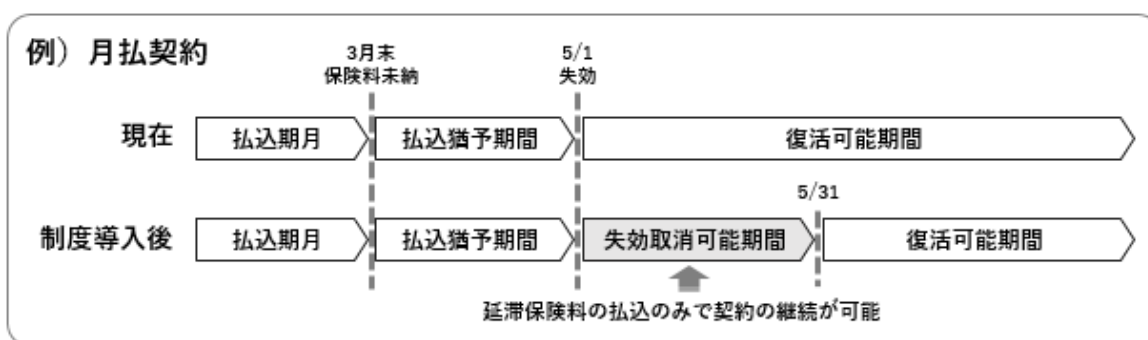 例）月払契約
3月末
保険料未納
5/1
失効
現在
払込期月
払込猶予期間
復活可能期間
5/31
制度導入後
払込期月
払込猶予期間
失効取消可能期間
復活可能期間
延滞保険料の払込のみで契約の継続が可能